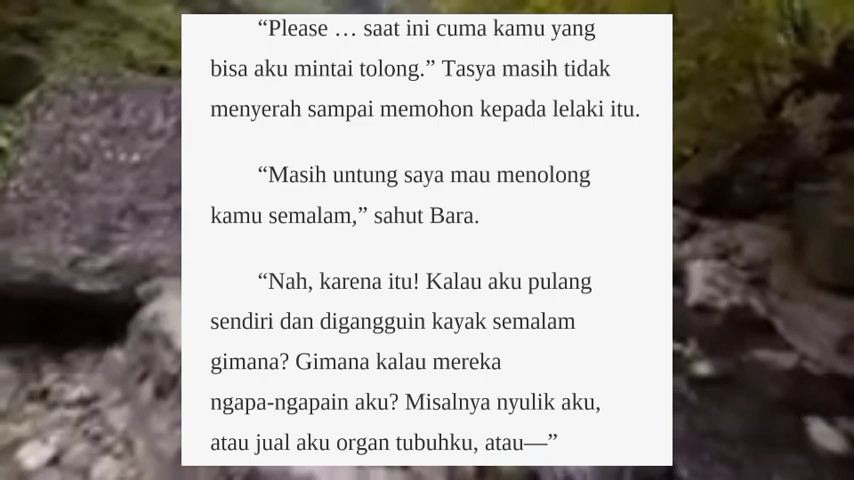 “Please … saat ini cuma kamu yang
bisa aku mintai tolong.” Tasya masih tidak
menyerah sampai memohon kepada lelaki itu.
“Masih untung saya mau menolong
kamu semalam,” sahut Bara.
“Nah, karena itu! Kalau aku pulang
sendiri dan digangguin kayak semalam
gimana? Gimana kalau mereka
ngapa-ngapain aku? Misalnya nyulik aku,
atau jual aku organ tubuhku, atau—”